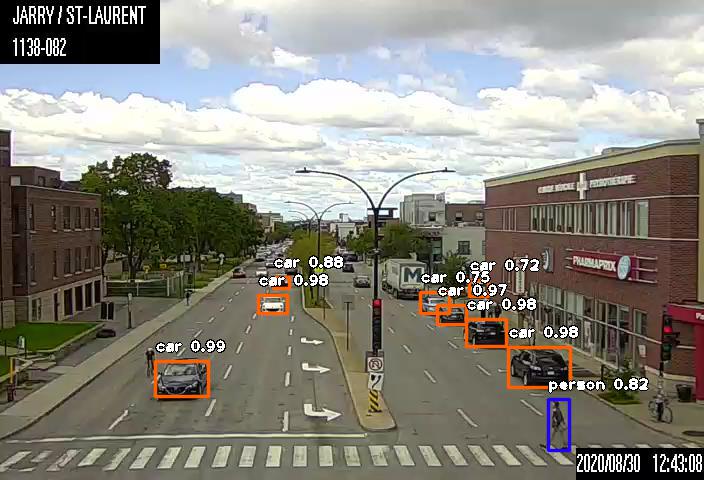 JARRY / ST-LAURENT
1138-082
car 0.88
car 0.98
car 0.72
car 0.75
car 0.97
car 0.98
car 0.98
car 0.99
person 0.82
M
PHARMAPRIX
2020/08/30 12:43:08